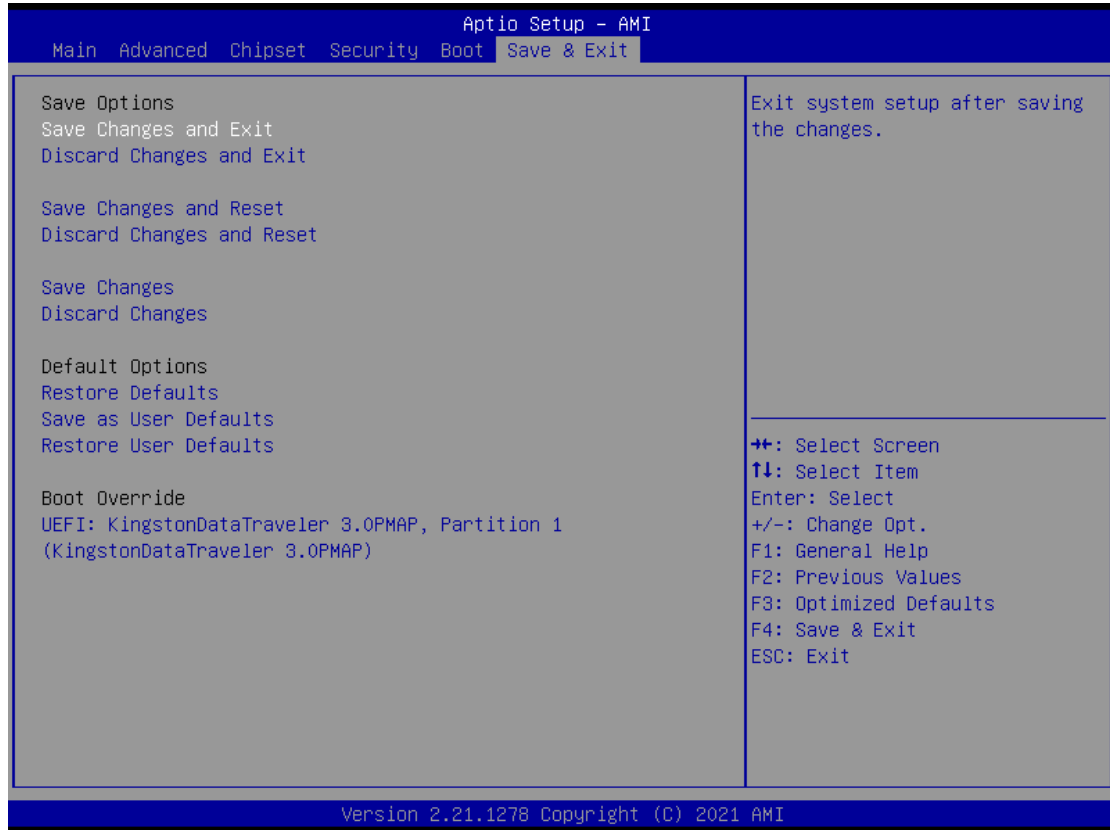 Aptio Setup – AMI
Main Advanced Chipset Security Boot Save & Exit
Save Options
Save Changes and Exit
Discard Changes and Exit
Save Changes and Reset
Discard Changes and Reset
Save Changes
Discard Changes
Default Options
Restore Defaults
Save as User Defaults
Restore User Defaults
Boot Override
UEFI: KingstonDataTraveler 3.0PMAP, Partition 1
(KingstonDataTraveler 3.0PMAP)
Exit system setup after saving
the changes.
→←: Select Screen
↑↓: Select Item
Enter: Select
+/-: Change Opt.
F1: General Help
F2: Previous Values
F3: Optimized Defaults
F4: Save & Exit
ESC: Exit
Version 2.21.1278 Copyright (C) 2021 AMI